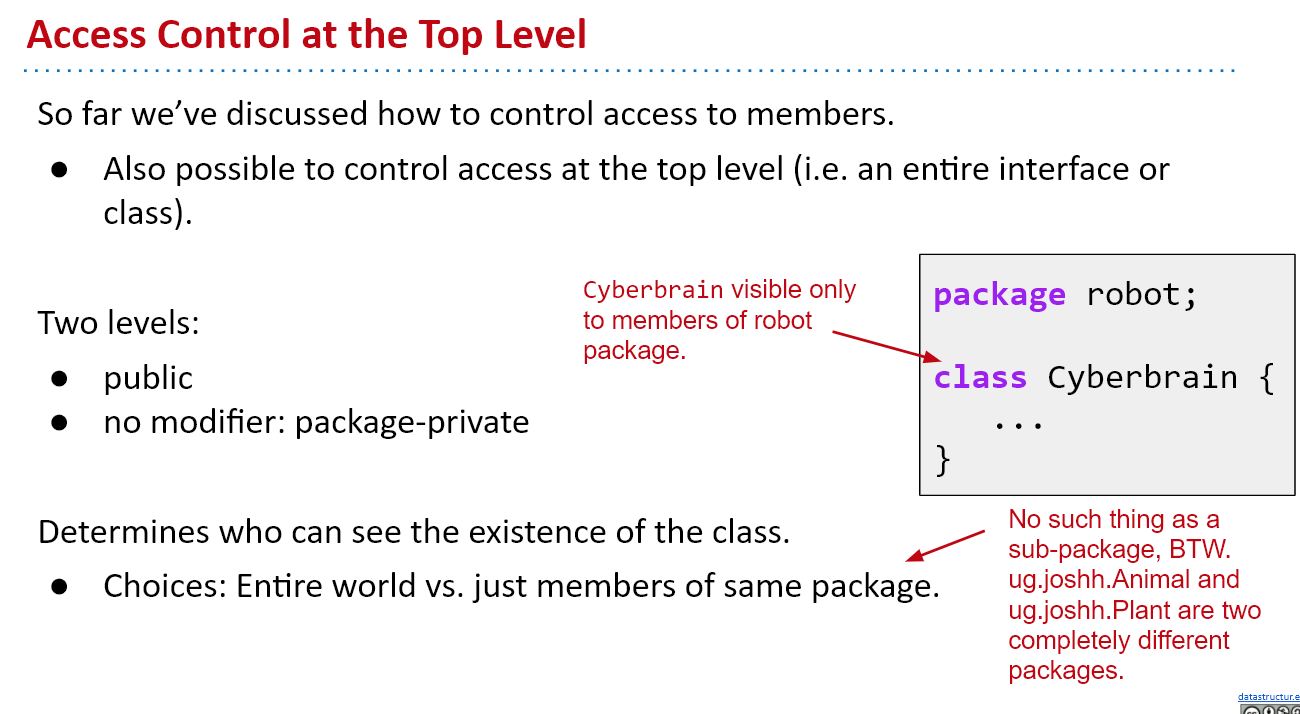 Access Control at the Top Level
So far we’ve discussed how to control access to members.
● Also possible to control access at the top level (i.e. an entire interface or
class).
Two levels:
● public
● no modifier: package-private
Determines who can see the existence of the class.
● Choices: Entire world vs. just members of same package.
Cyberbrain visible only
to members of robot
package.
package robot;
class Cyberbrain {
...
}
No such thing as a
sub-package, BTW.
ug.joshh.Animal and
ug.joshh.Plant are two
completely different
packages.
datastructur.e